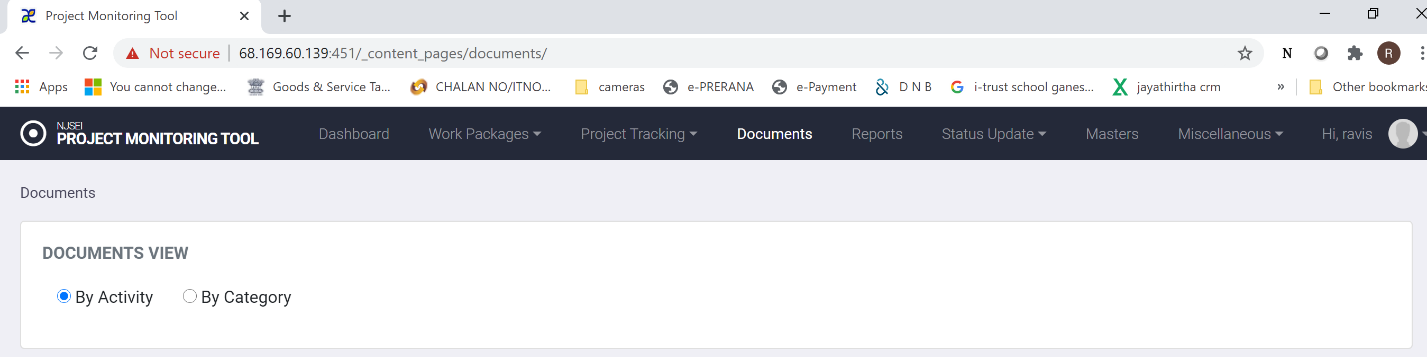 Project Monitoring Tool
Not secure 68.169.60.139:451/_content_pages/documents/ N R
Apps You cannot change... Goods & Service Ta... CHALAN NO/ITNO... cameras e-PRERANA e-Payment D N B i-trust school ganes... jayathirtha crm » Other bookmarks
NJSEI
PROJECT MONITORING TOOL Dashboard Work Packages Project Tracking Documents Reports Status Update Masters Miscellaneous Hi, ravis
Documents
DOCUMENTS VIEW
By Activity By Category